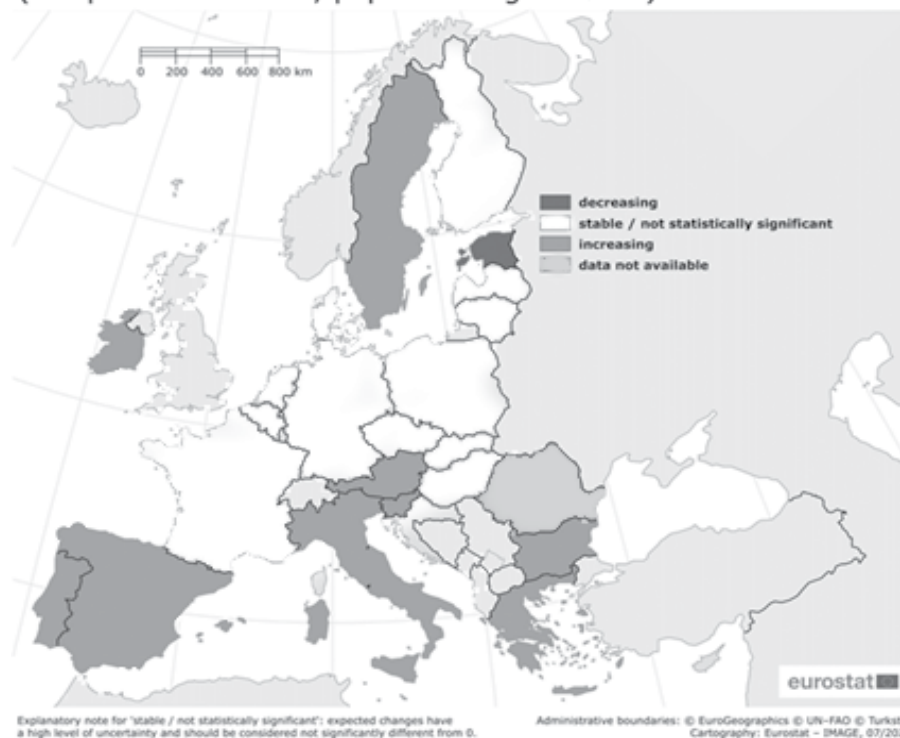 0 200 400 600 800 km
decreasing
stable / not statistically significant
increasing
data not available
eurostat
Explanatory note for 'stable / not statistically significant': expected changes have
a high level of uncertainty and should be considered not significantly different from 0.
Administrative boundaries: © EuroGeographics © UN-FAO © Turkst
Cartography: Eurostat – IMAGE, 07/20